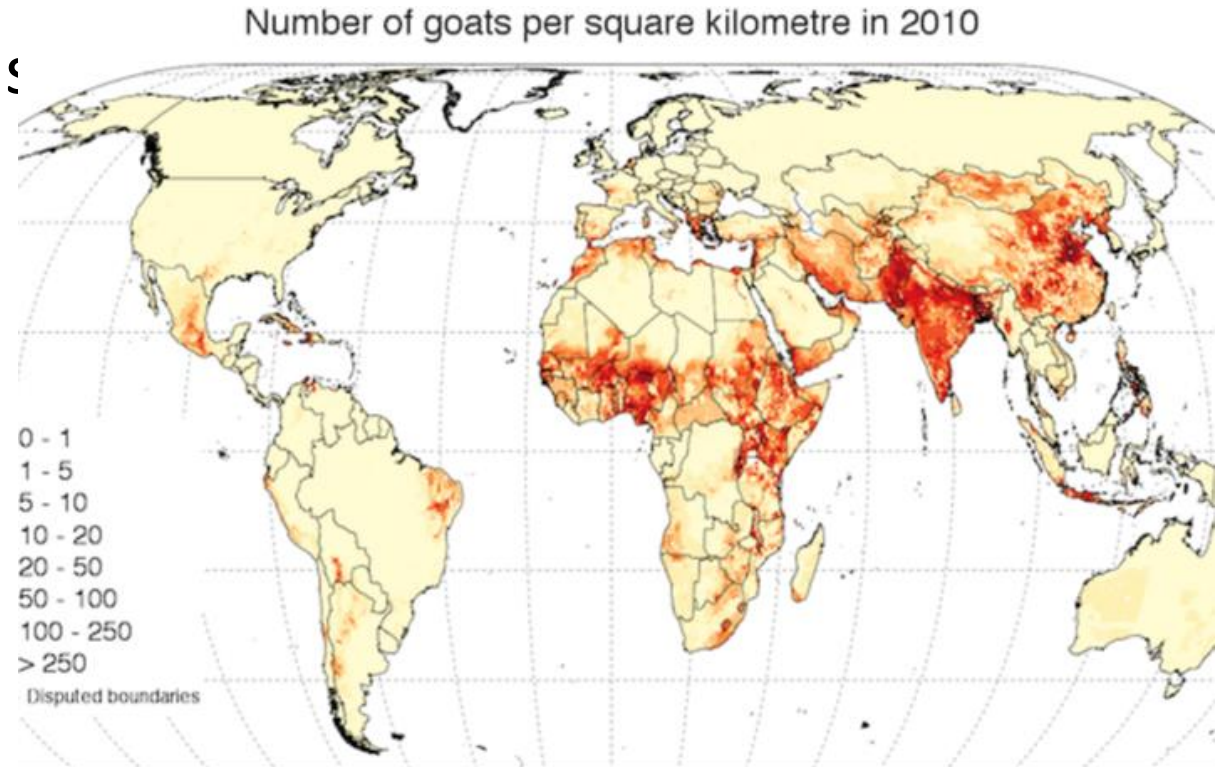 Number of goats per square kilometre in 2010
S
0 - 1
1 - 5
5 - 10
10 - 20
20 - 50
50 - 100
100 - 250
> 250
Disputed boundaries